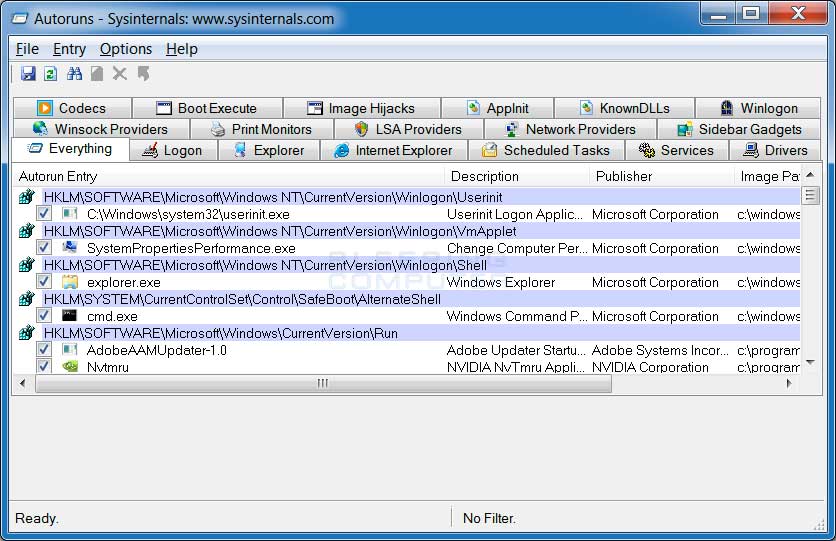 Autoruns - Sysinternals: www.sysinternals.com
File Entry Options Help
Codecs Boot Execute Image Hijacks AppInit KnownDLLs Winlogon
Winsock Providers Print Monitors LSA Providers Network Providers Sidebar Gadgets
Everything Logon Explorer Internet Explorer Scheduled Tasks Services Drivers
Autorun Entry Description Publisher Image Pa
HKLM\SOFTWARE\Microsoft\Windows NT\CurrentVersion\Winlogon\Userinit
C:\Windows\system32\userinit.exe Userinit Logon Applic... Microsoft Corporation c:\windows
HKLM\SOFTWARE\Microsoft\Windows NT\CurrentVersion\Winlogon\VmApplet
SystemPropertiesPerformance.exe Change Computer Per... Microsoft Corporation c:\windows
HKLM\SOFTWARE\Microsoft\Windows NT\CurrentVersion\Winlogon\Shell
explorer.exe Windows Explorer Microsoft Corporation c:\windows
HKLM\SYSTEM\CurrentControlSet\Control\SafeBoot\AlternateShell
cmd.exe Windows Command P... Microsoft Corporation c:\windows
HKLM\SOFTWARE\Microsoft\Windows\CurrentVersion\Run
AdobeAAMUpdater-1.0 Adobe Updater Startu... Adobe Systems Incor... c:\program
Nvtmru NVIDIA NvTmru Appli... NVIDIA Corporation c:\program
Ready. No Filter.